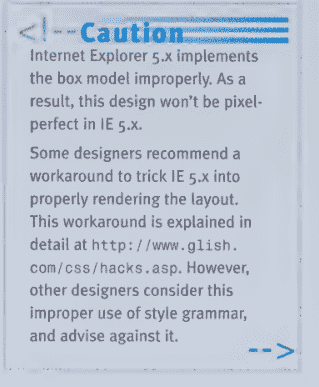 <!--Caution
Internet Explorer 5.x implements
the box model improperly. As a
result, this design won't be pixel-
perfect in IE 5.x.
Some designers recommend a
workaround to trick IE 5.x into
properly rendering the layout.
This workaround is explained in
detail at http://www.glish.
com/css/hacks.asp. However,
other designers consider this
improper use of style grammar,
and advise against it.
-->